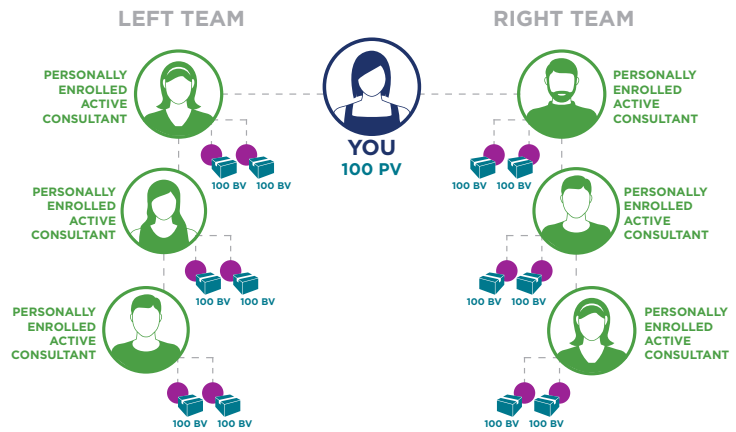 LEFT TEAM
RIGHT TEAM
PERSONALLY
ENROLLED
ACTIVE
CONSULTANT
YOU
100 PV
PERSONALLY
ENROLLED
ACTIVE
CONSULTANT
100 BV 100 BV
100 BV 100 BV
PERSONALLY
ENROLLED
ACTIVE
CONSULTANT
PERSONALLY
ENROLLED
ACTIVE
CONSULTANT
100 BV 100 BV
100 BV 100 BV
PERSONALLY
ENROLLED
ACTIVE
CONSULTANT
PERSONALLY
ENROLLED
ACTIVE
CONSULTANT
100 BV 100 BV
100 BV 100 BV